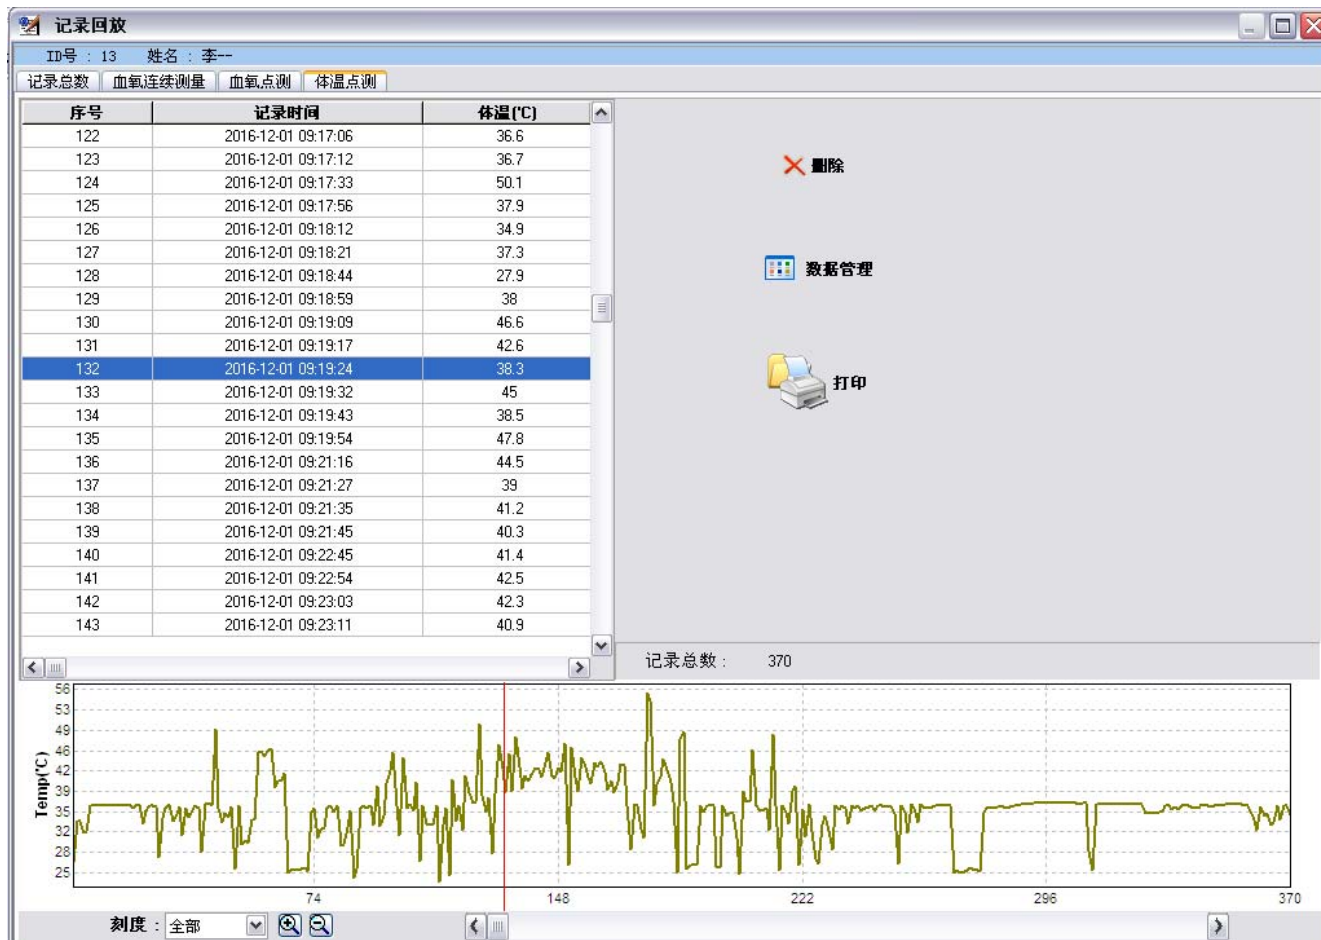 记录回放
ID号 : 13 姓名 : 李--
记录总数 血氧连续测量 血氧点测 体温点测
序号 记录时间 体温(℃)
122 2016-12-01 09:17:06 36.6
123 2016-12-01 09:17:12 36.7
124 2016-12-01 09:17:33 50.1
125 2016-12-01 09:17:56 37.9
126 2016-12-01 09:18:12 34.9
127 2016-12-01 09:18:21 37.3
128 2016-12-01 09:18:44 27.9
129 2016-12-01 09:18:59 38
130 2016-12-01 09:19:09 46.6
131 2016-12-01 09:19:17 42.6
132 2016-12-01 09:19:24 38.3
133 2016-12-01 09:19:32 45
134 2016-12-01 09:19:43 38.5
135 2016-12-01 09:19:54 47.8
136 2016-12-01 09:21:16 44.5
137 2016-12-01 09:21:27 39
138 2016-12-01 09:21:35 41.2
139 2016-12-01 09:21:45 40.3
140 2016-12-01 09:22:45 41.4
141 2016-12-01 09:22:54 42.5
142 2016-12-01 09:23:03 42.3
143 2016-12-01 09:23:11 40.9
删除
数据管理
打印
记录总数 : 370
Temp(℃)
56
53
49
46
42
39
35
32
28
25
74 148 222 296 370
刻度 : 全部